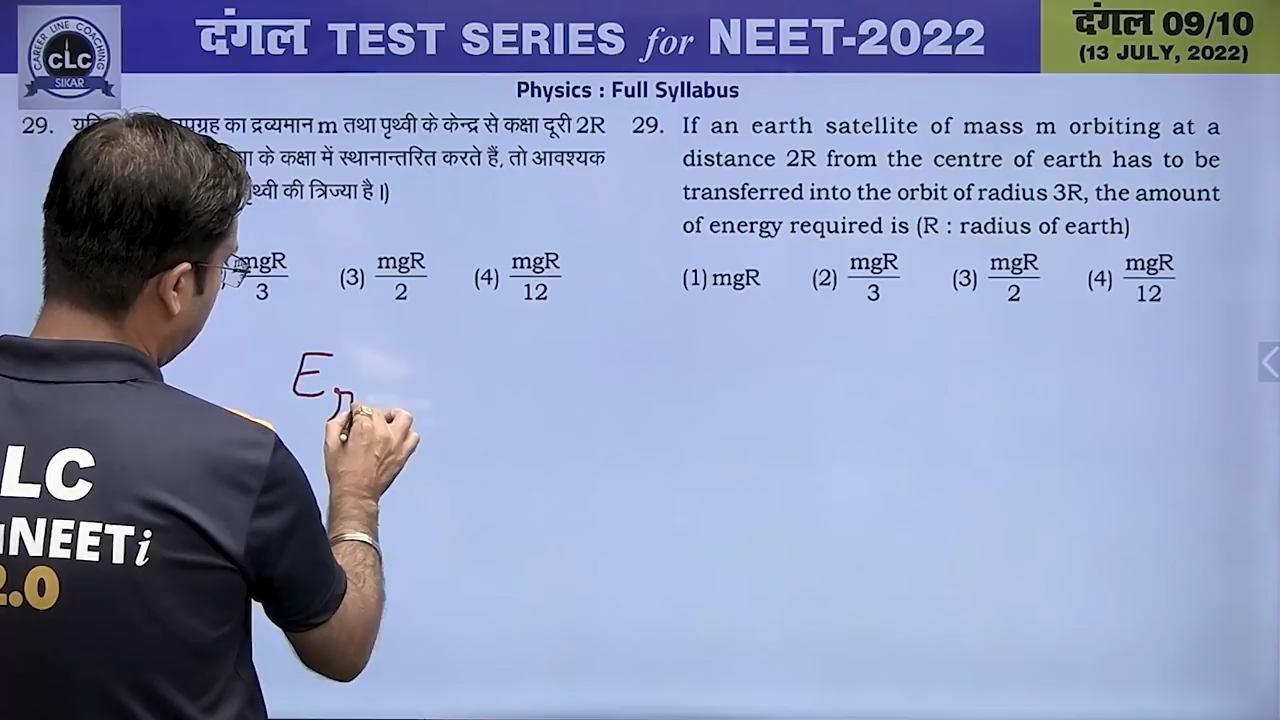 CAREER LINE COACHING
CLC
SIKAR
दंगल TEST SERIES for NEET-2022
दंगल 09/10
(13 JULY, 2022)
Physics : Full Syllabus
29. का द्रव्यमान m तथा पृथ्वी के केन्द्र से कक्षा दूरी 2R
के कक्षा में स्थानान्तरित करते हैं, तो आवश्यक
की त्रिज्या है।)
mgR/3 (3) mgR/2 (4) mgR/12
29. If an earth satellite of mass m orbiting at a
distance 2R from the centre of earth has to be
transferred into the orbit of radius 3R, the amount
of energy required is (R : radius of earth)
(1) mgR (2) mgR/3 (3) mgR/2 (4) mgR/12
E
LC
NEETi
2.0